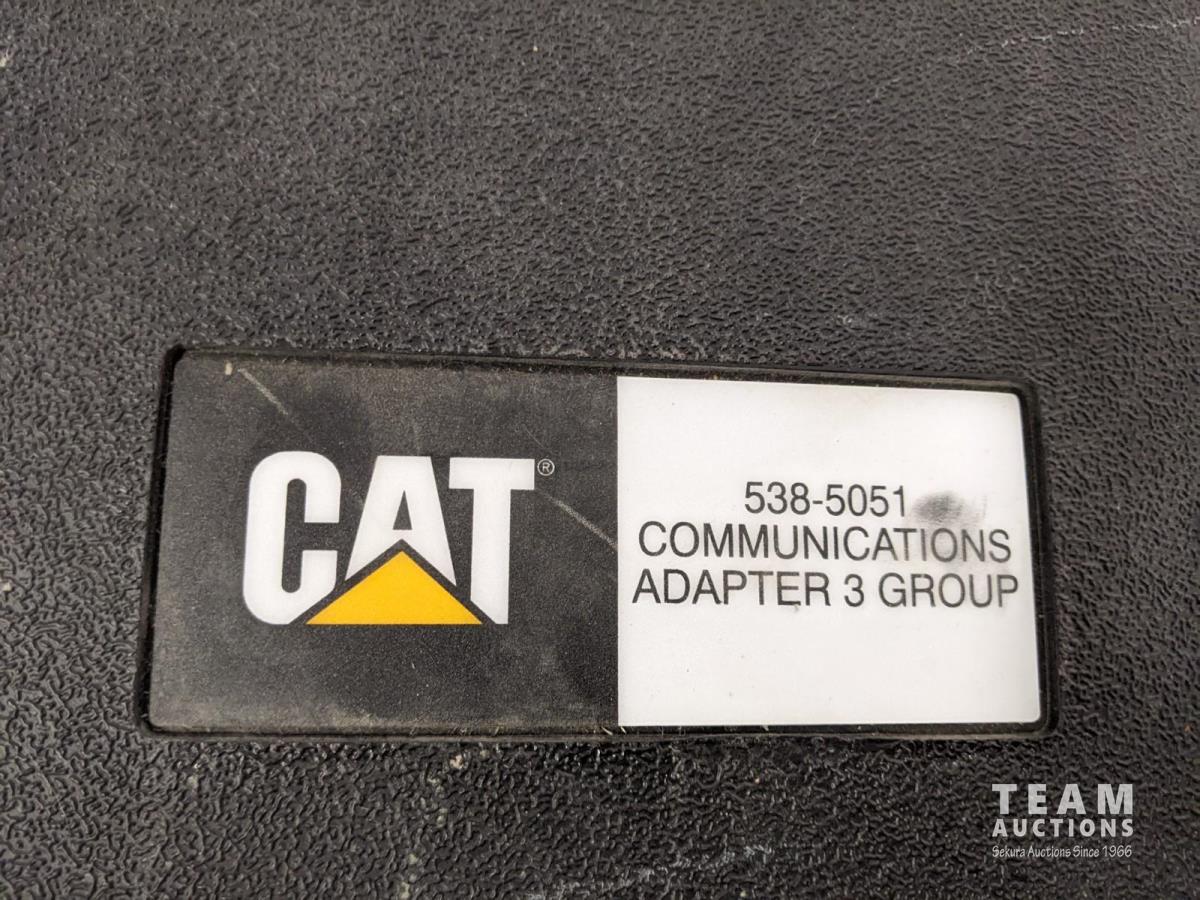 CAT®
538-5051
COMMUNICATIONS
ADAPTER 3 GROUP
TEAM
AUCTIONS
Sekura Auctions Since 1966